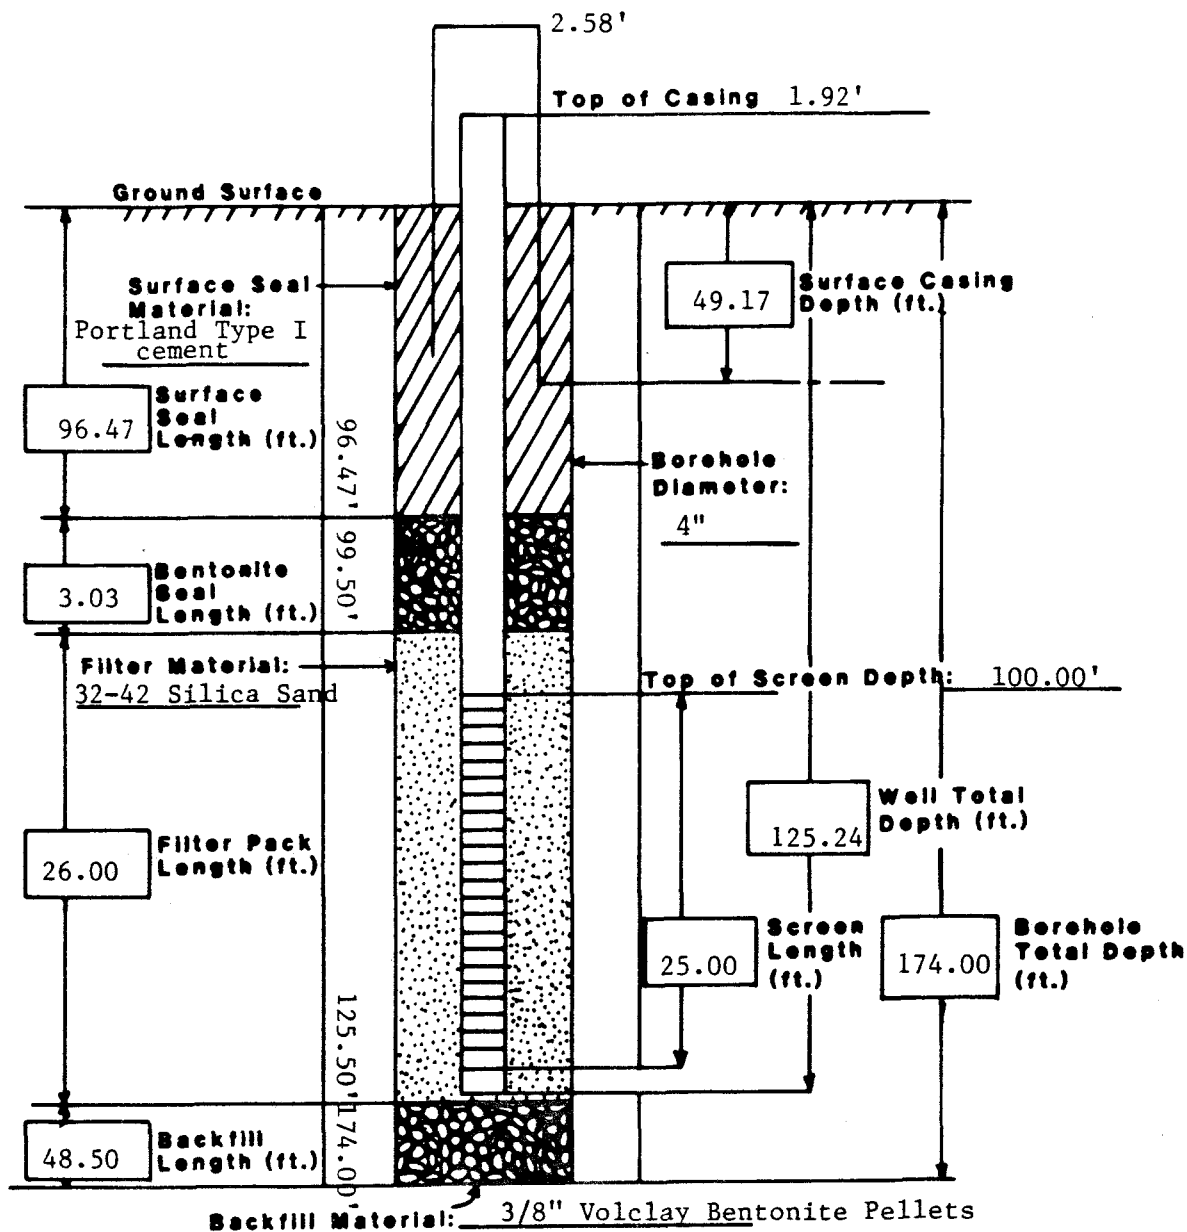 2.58'
Top of Casing 1.92'
Ground Surface
Surface Seal
Material:
Portland Type I
cement
49.17
Surface Casing
Depth (ft.)
96.47
Surface
Seal
Length (ft.)
96.47'
Borehole
Diameter:
4"
3.03
Bentonite
Seal
Length (ft.)
99.50'
Filter Material:
32-42 Silica Sand
Top of Screen Depth: 100.00'
125.24
Well Total
Depth (ft.)
26.00
Filter Pack
Length (ft.)
25.00
Screen
Length
(ft.)
174.00
Borehole
Total Depth
(ft.)
125.50'
48.50
Backfill
Length (ft.)
174.00'
Backfill Material: 3/8" Volclay Bentonite Pellets